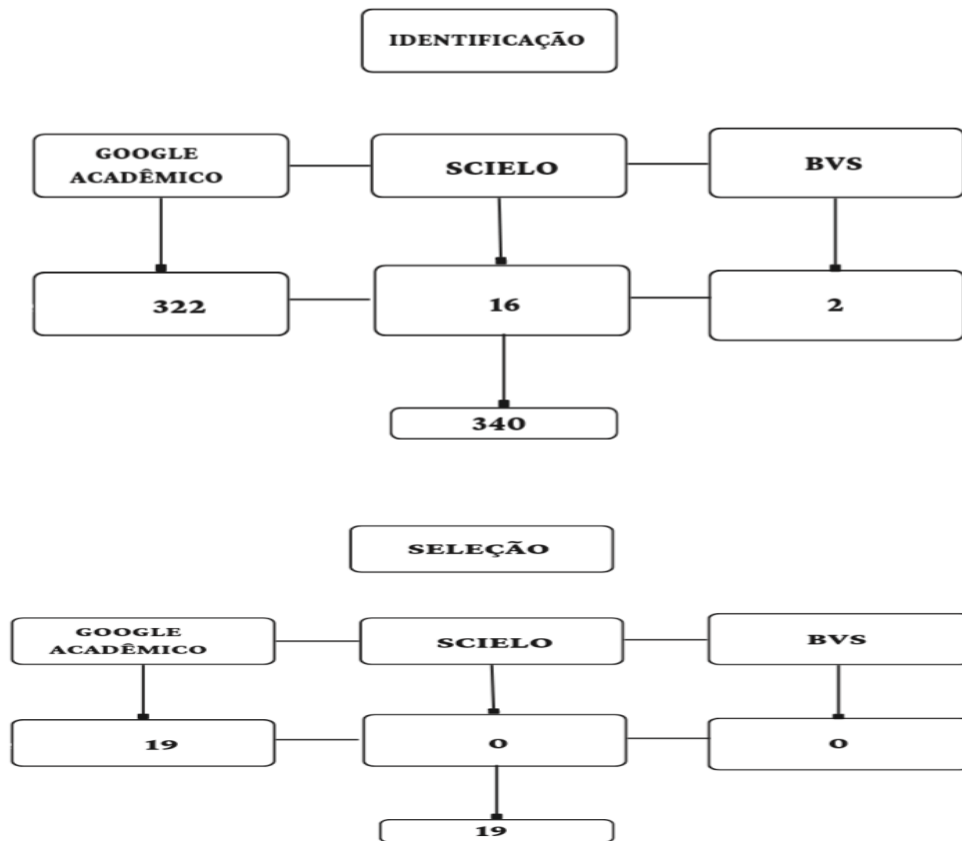 IDENTIFICAÇÃO
GOOGLE
ACADÊMICO
SCIELO
BVS
322
16
2
340
SELEÇÃO
GOOGLE
ACADÊMICO
SCIELO
BVS
19
0
0
19